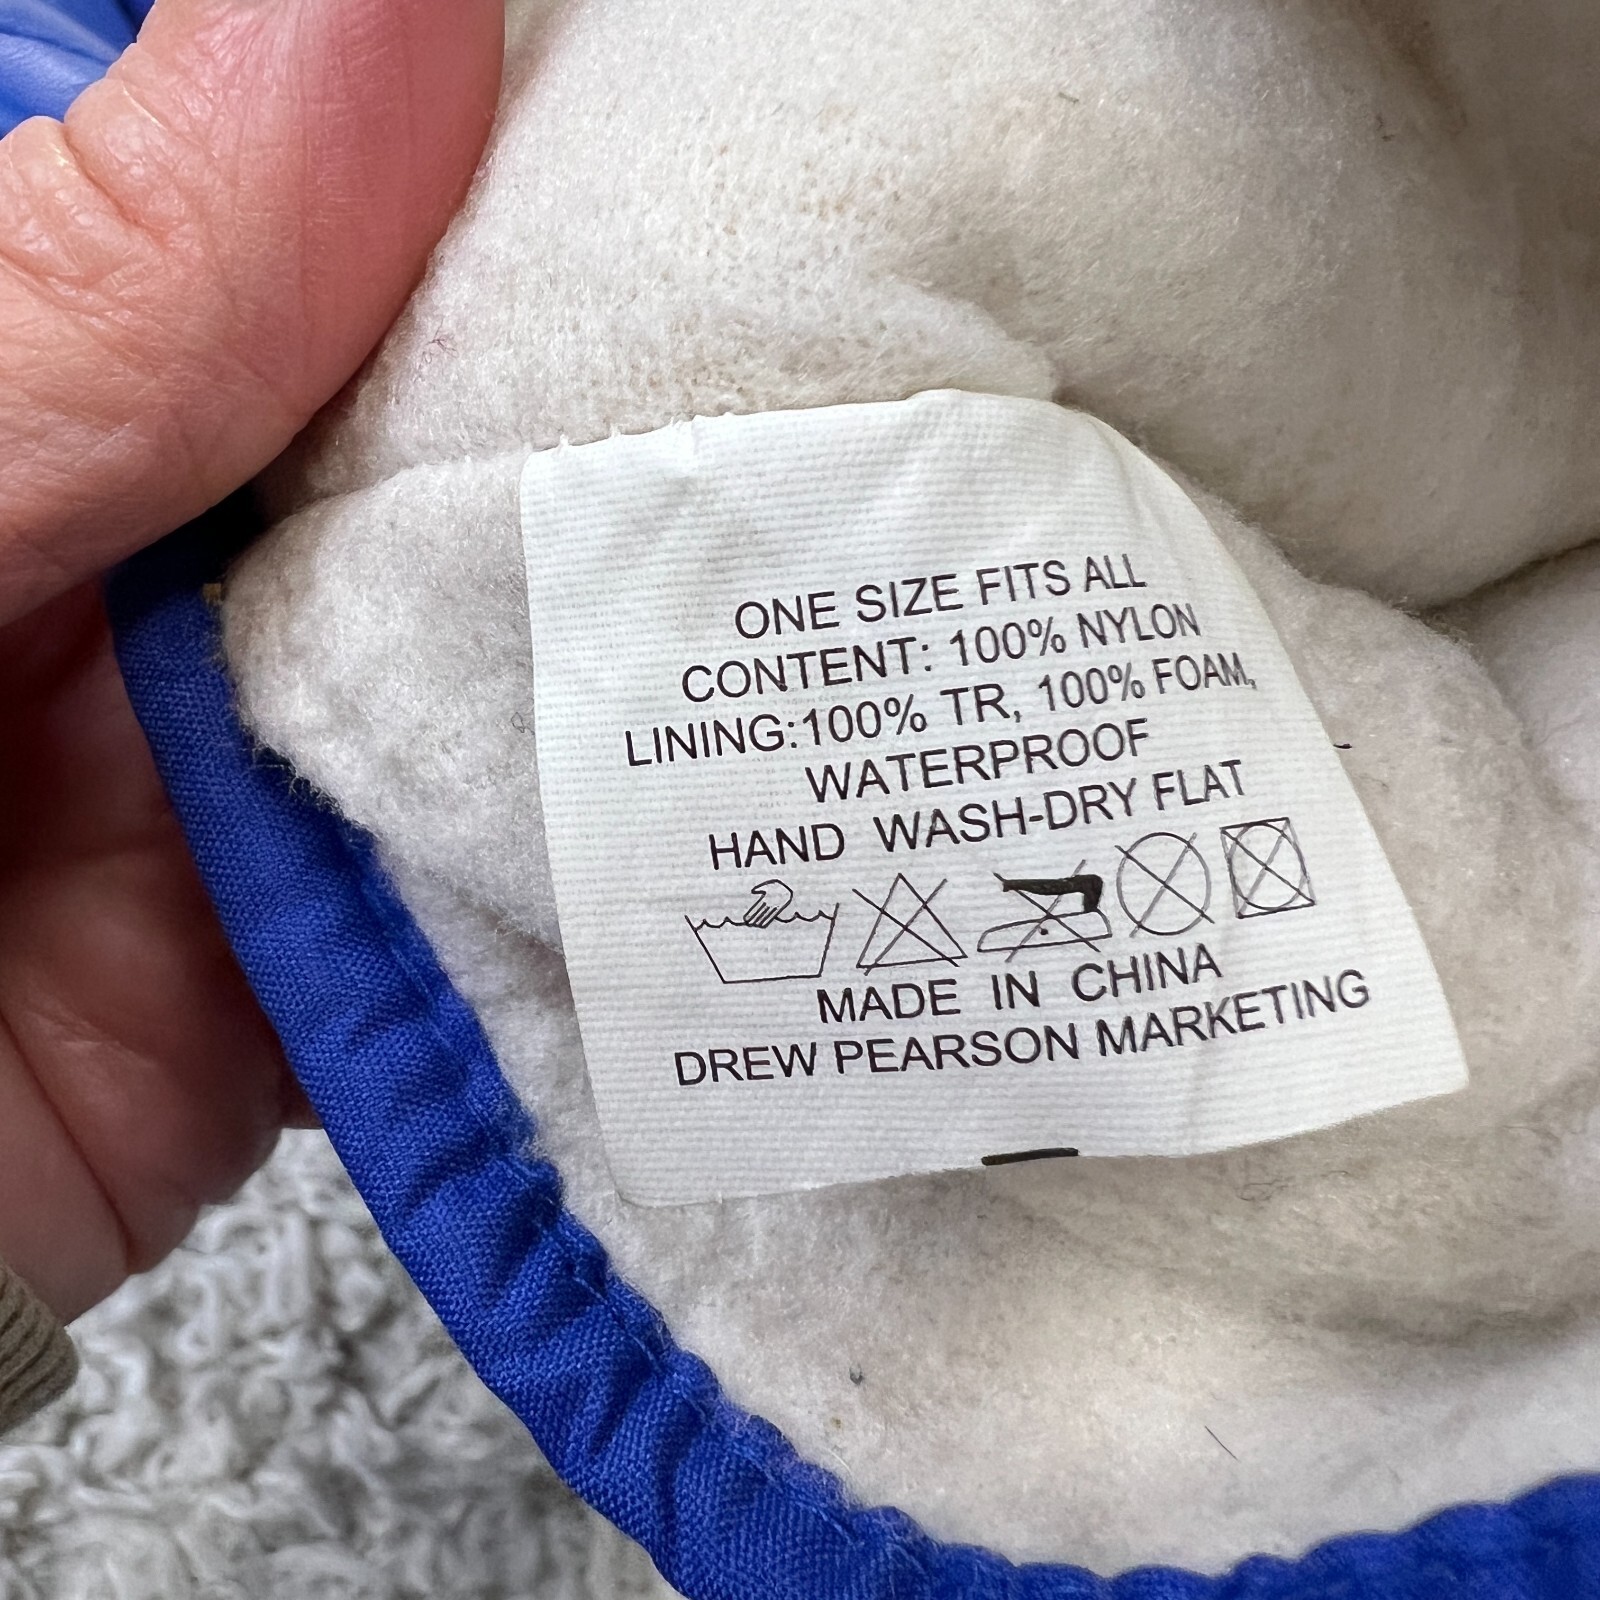 ONE SIZE FITS ALL
CONTENT: 100% NYLON
LINING:100% TR, 100% FOAM,
WATERPROOF
HAND WASH-DRY FLAT
MADE IN CHINA
DREW PEARSON MARKETING